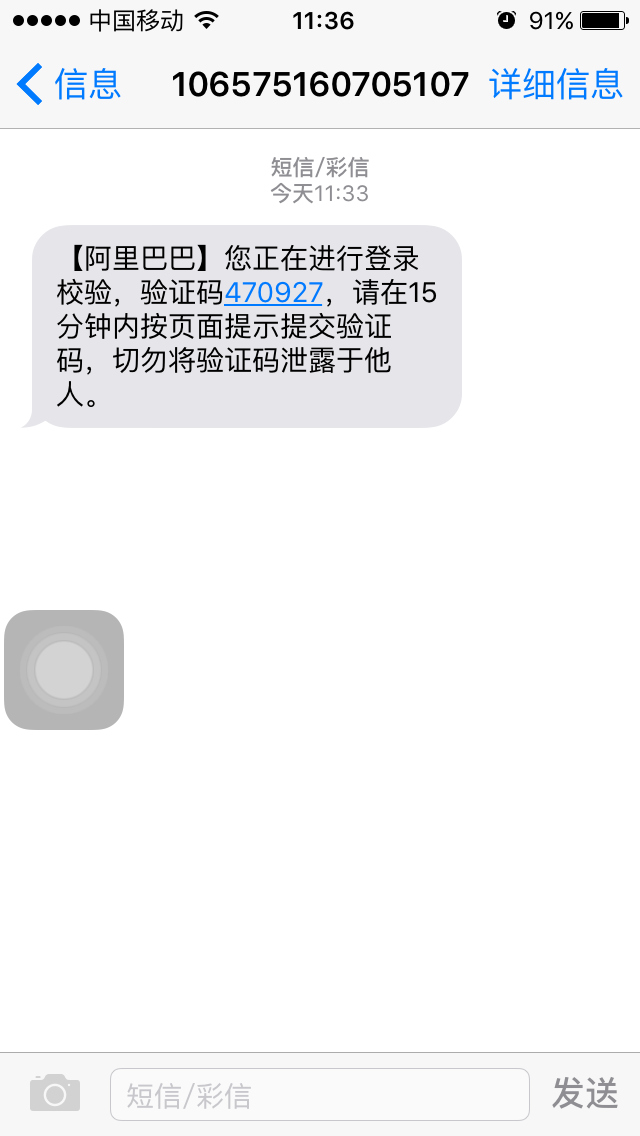 中国移动 11:36 91%
信息 106575160705107 详细信息
短信/彩信
今天11:33
【阿里巴巴】您正在进行登录
校验，验证码470927，请在15
分钟内按页面提示提交验证
码，切勿将验证码泄露于他
人。
短信/彩信 发送